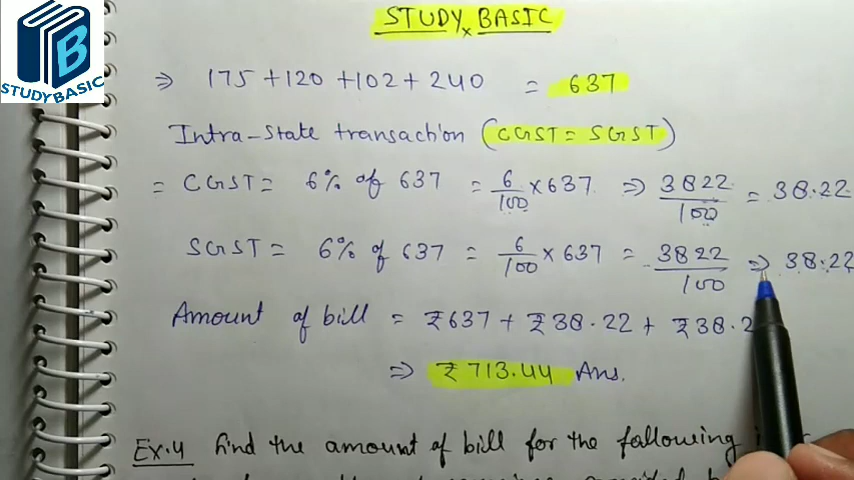 STUDY BASIC
STUDY BASIC
⇒ 175 + 120 + 102 + 240 = 637
Intra-State transaction (CGST = SGST)
= CGST = 6% of 637 = 6/100 × 637 ⇒ 3822/100 = 38.22
SGST = 6% of 637 = 6/100 × 637 = 3822/100 ⇒ 38.22
Amount of bill = ₹637 + ₹38.22 + ₹38.2
⇒ ₹713.44 Ans.
Ex.4 Find the amount of bill for the following